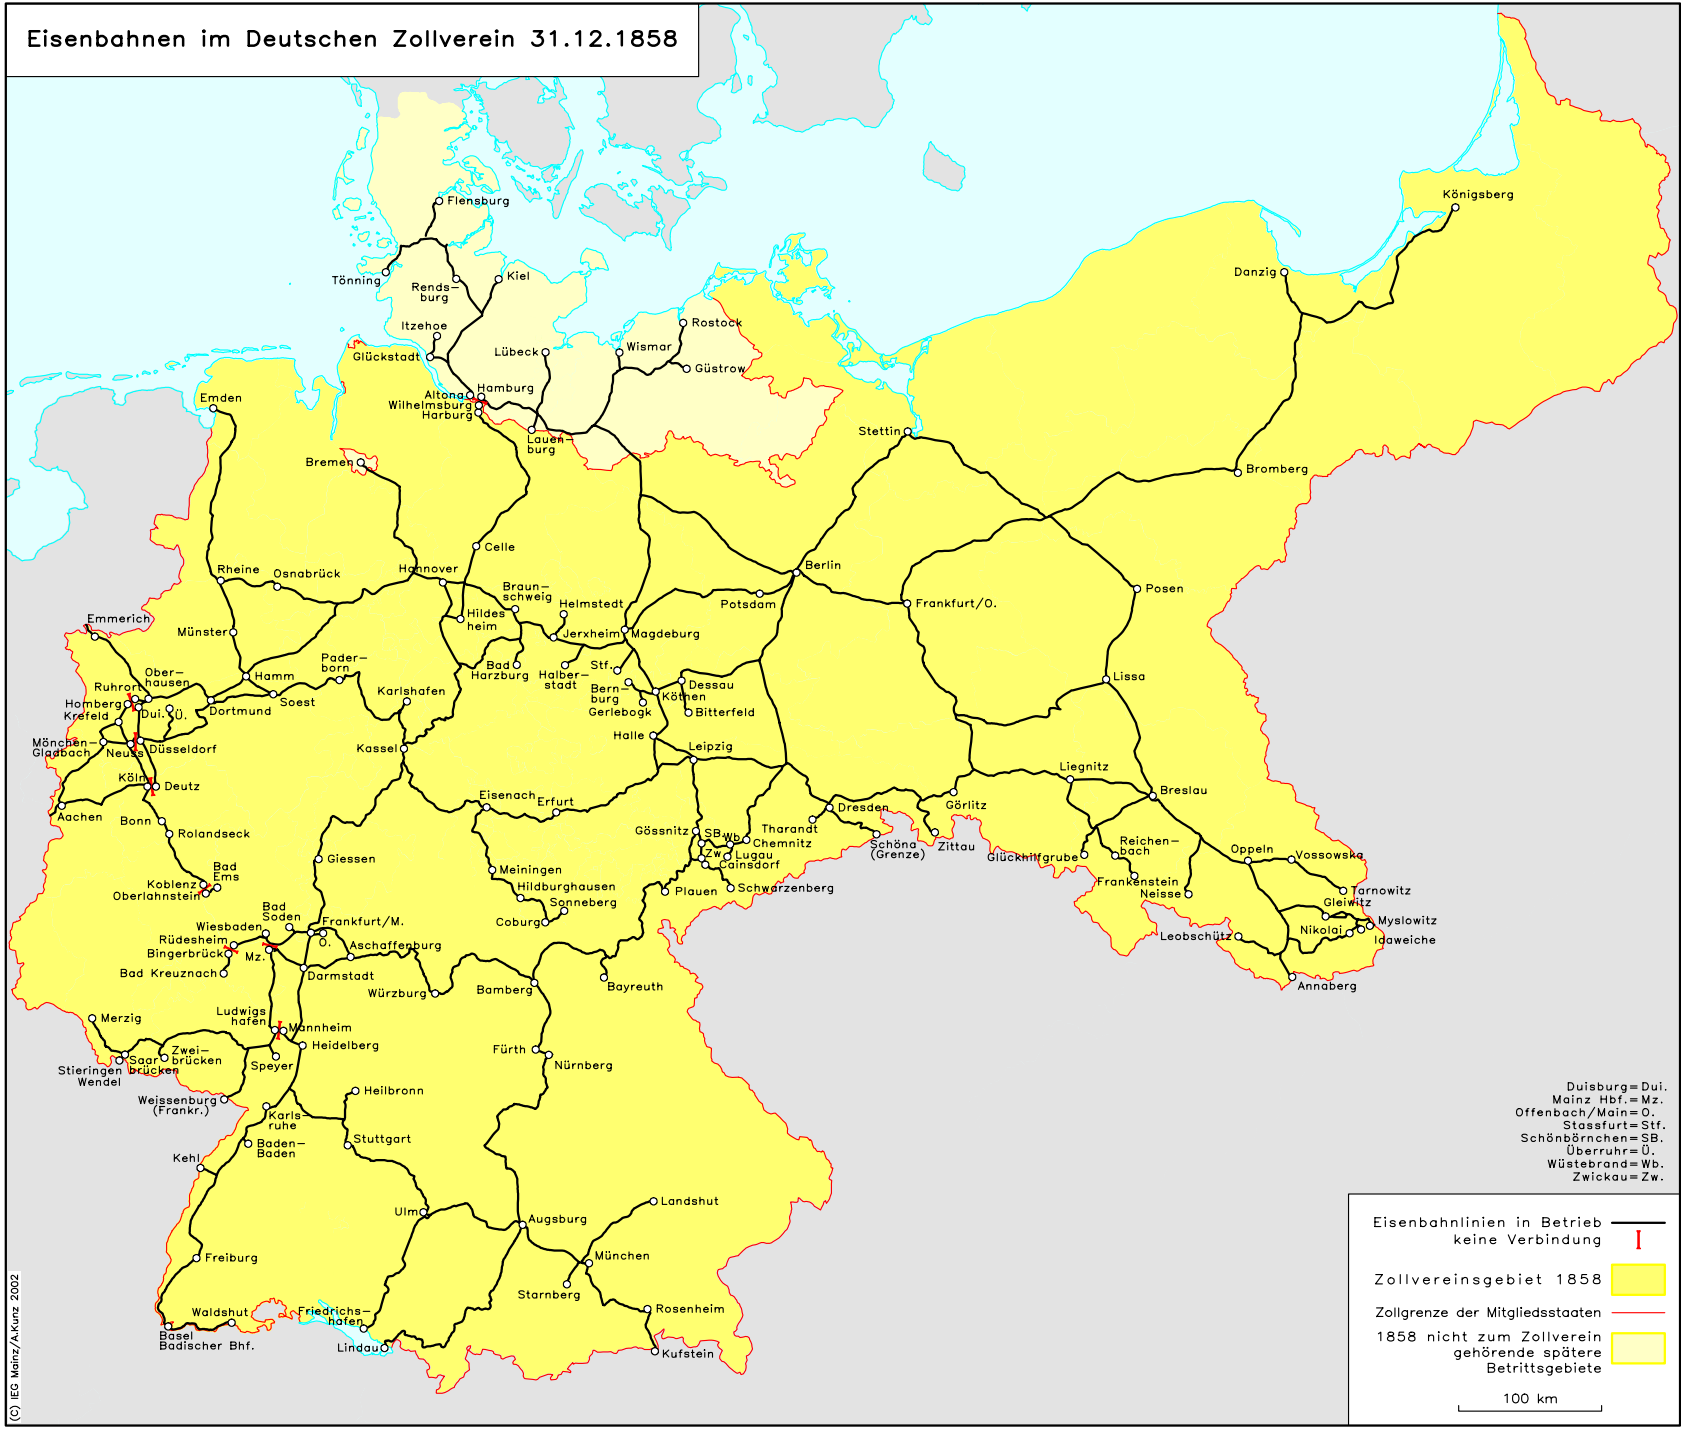 Eisenbahnen im Deutschen Zollverein 31.12.1858
Königsberg
Flensburg
Danzig
Tönning
Rends-
burg
Kiel
Itzehoe
Rostock
Glückstadt
Lübeck
Wismar
Güstrow
Emden
Altona
Hamburg
Wilhelmsburg
Harburg
Lauen-
burg
Stettin
Bremen
Bromberg
Celle
Rheine
Osnabrück
Hannover
Berlin
Braun-
schweig
Helmstedt
Potsdam
Frankfurt/O.
Posen
Emmerich
Münster
Hildes
heim
Jerxheim
Magdeburg
Pader-
born
Bad
Harzburg
Halber-
stadt
Stf.
Ober-
hausen
Hamm
Bern-
burg
Dessau
Lissa
Ruhrort
Karlshafen
Köthen
Homberg
Soest
Gerlebogk
Bitterfeld
Krefeld
Dui.
Ü.
Dortmund
Mönchen-
Gladbach
Neuss
Düsseldorf
Kassel
Halle
Leipzig
Köln
Deutz
Liegnitz
Breslau
Aachen
Eisenach
Erfurt
Görlitz
Bonn
Rolandseck
Gössnitz
SB.
Wb.
Tharandt
Dresden
Chemnitz
Schöna
(Grenze)
Zittau
Reichen-
bach
Oppeln
Vossowska
Giessen
Zw.
Lugau
Cainsdorf
Glückhilfgrube
Bad
Ems
Meiningen
Koblenz
Oberlahnstein
Hildburghausen
Plauen
Schwarzenberg
Frankenstein
Neisse
Tarnowitz
Sonneberg
Gleiwitz
Bad
Soden
Wiesbaden
Frankfurt/M.
Coburg
Myslowitz
Nikolai
Idaweiche
Leobschütz
Rüdesheim
O.
Aschaffenburg
Bingerbrück
Mz.
Bad Kreuznach
Darmstadt
Würzburg
Bamberg
Bayreuth
Annaberg
Merzig
Ludwigs
hafen
Mannheim
Heidelberg
Zwei-
brücken
Saar
brücken
Speyer
Fürth
Nürnberg
Stieringen
Wendel
Weissenburg
(Frankr.)
Heilbronn
Karls-
ruhe
Baden-
Baden
Stuttgart
Kehl
Landshut
Ulm
Augsburg
Freiburg
München
Starnberg
Waldshut
Friedrichs-
hafen
Rosenheim
Basel
Badischer Bhf.
Lindau
Kufstein
Duisburg=Dui.
Mainz Hbf.=Mz.
Offenbach/Main=O.
Stassfurt=Stf.
Schönbörnchen=SB.
Überruhr=Ü.
Wüstebrand=Wb.
Zwickau=Zw.
Eisenbahnlinien in Betrieb
keine Verbindung
Zollvereinsgebiet 1858
Zollgrenze der Mitgliedsstaaten
1858 nicht zum Zollverein
gehörende spätere
Betrittsgebiete
100 km
(C) IEG Mainz/A.Kunz 2002